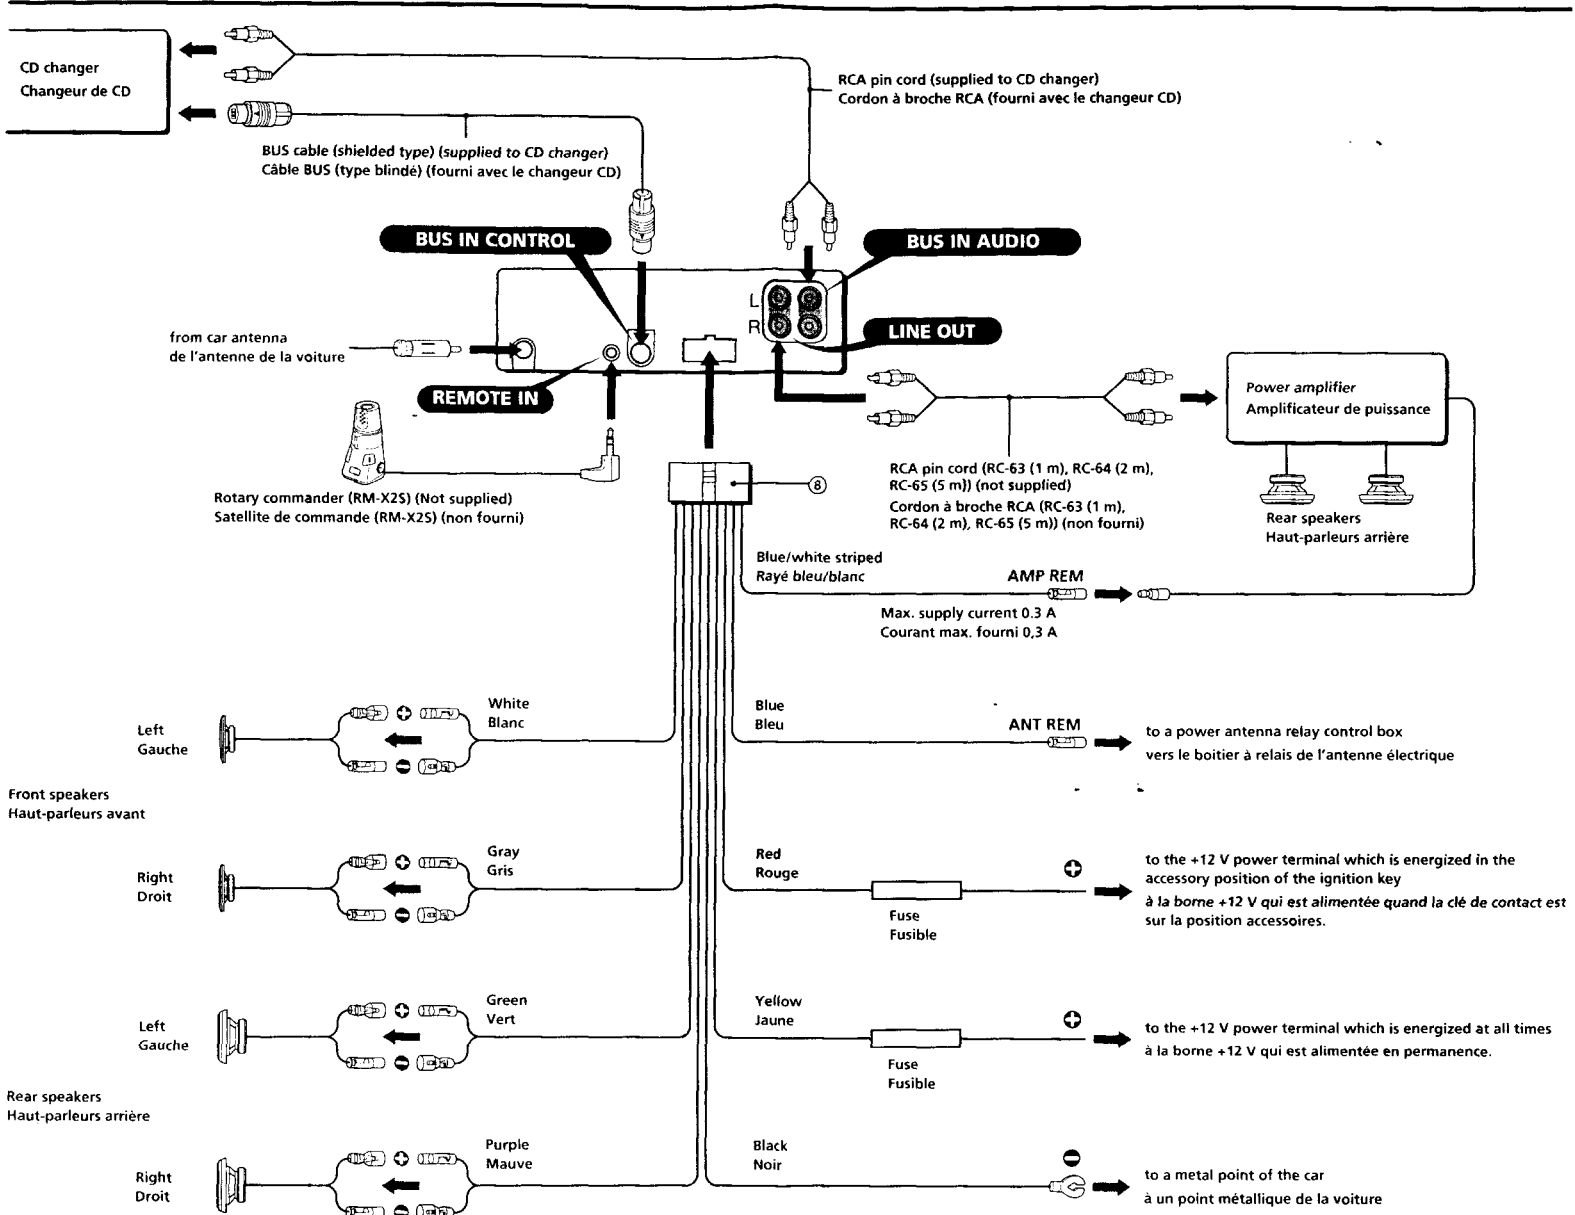 CD changer
Changeur de CD
RCA pin cord (supplied to CD changer)
Cordon à broche RCA (fourni avec le changeur CD)
BUS cable (shielded type) (supplied to CD changer)
Câble BUS (type blindé) (fourni avec le changeur CD)
BUS IN CONTROL
BUS IN AUDIO
L
R
LINE OUT
from car antenna
de l'antenne de la voiture
REMOTE IN
Power amplifier
Amplificateur de puissance
Rotary commander (RM-X2S) (Not supplied)
Satellite de commande (RM-X2S) (non fourni)
8
RCA pin cord (RC-63 (1 m), RC-64 (2 m),
RC-65 (5 m)) (not supplied)
Cordon à broche RCA (RC-63 (1 m),
RC-64 (2 m), RC-65 (5 m)) (non fourni)
Rear speakers
Haut-parleurs arrière
Blue/white striped
Rayé bleu/blanc
AMP REM
Max. supply current 0.3 A
Courant max. fourni 0,3 A
White
Blanc
Left
Gauche
Blue
Bleu
ANT REM
to a power antenna relay control box
vers le boitier à relais de l'antenne électrique
Front speakers
Haut-parleurs avant
Gray
Gris
Right
Droit
Red
Rouge
Fuse
Fusible
to the +12 V power terminal which is energized in the
accessory position of the ignition key
à la borne +12 V qui est alimentée quand la clé de contact est
sur la position accessoires.
Green
Vert
Left
Gauche
Yellow
Jaune
Fuse
Fusible
to the +12 V power terminal which is energized at all times
à la borne +12 V qui est alimentée en permanence.
Rear speakers
Haut-parleurs arrière
Purple
Mauve
Right
Droit
Black
Noir
to a metal point of the car
à un point métallique de la voiture